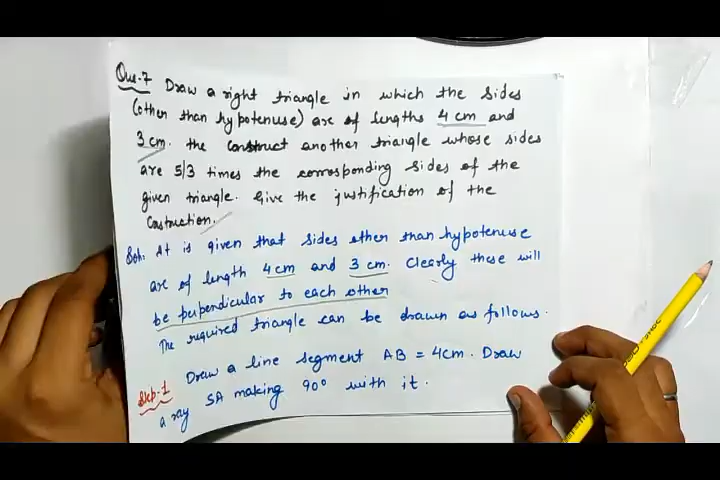 Que-7 Draw a right triangle in which the sides
(other than hypotenuse) are of lengths 4 cm and
3 cm. the construct another triangle whose sides
are 5/3 times the corrosponding sides of the
given triangle. Give the justification of the
Construction.
Soln. It is given that sides other than hypotenuse
are of length 4 cm and 3 cm. Clearly these will
be perpendicular to each other
The required triangle can be drawn as follows.
Step-1 Draw a line segment AB = 4cm. Draw
a ray SA making 90° with it.